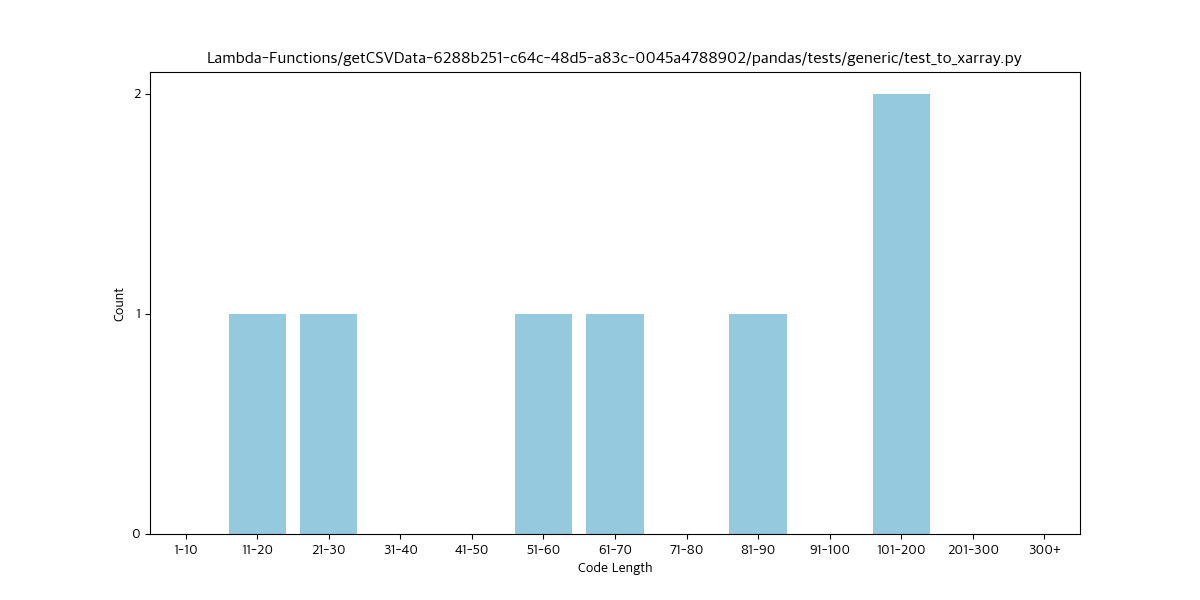 Lambda-Functions/getCSVData-6288b251-c64c-48d5-a83c-0045a4788902/pandas/tests/generic/test_to_xarray.py
2
1
0
Count
1-10 11-20 21-30 31-40 41-50 51-60 61-70 71-80 81-90 91-100 101-200 201-300 300+
Code Length